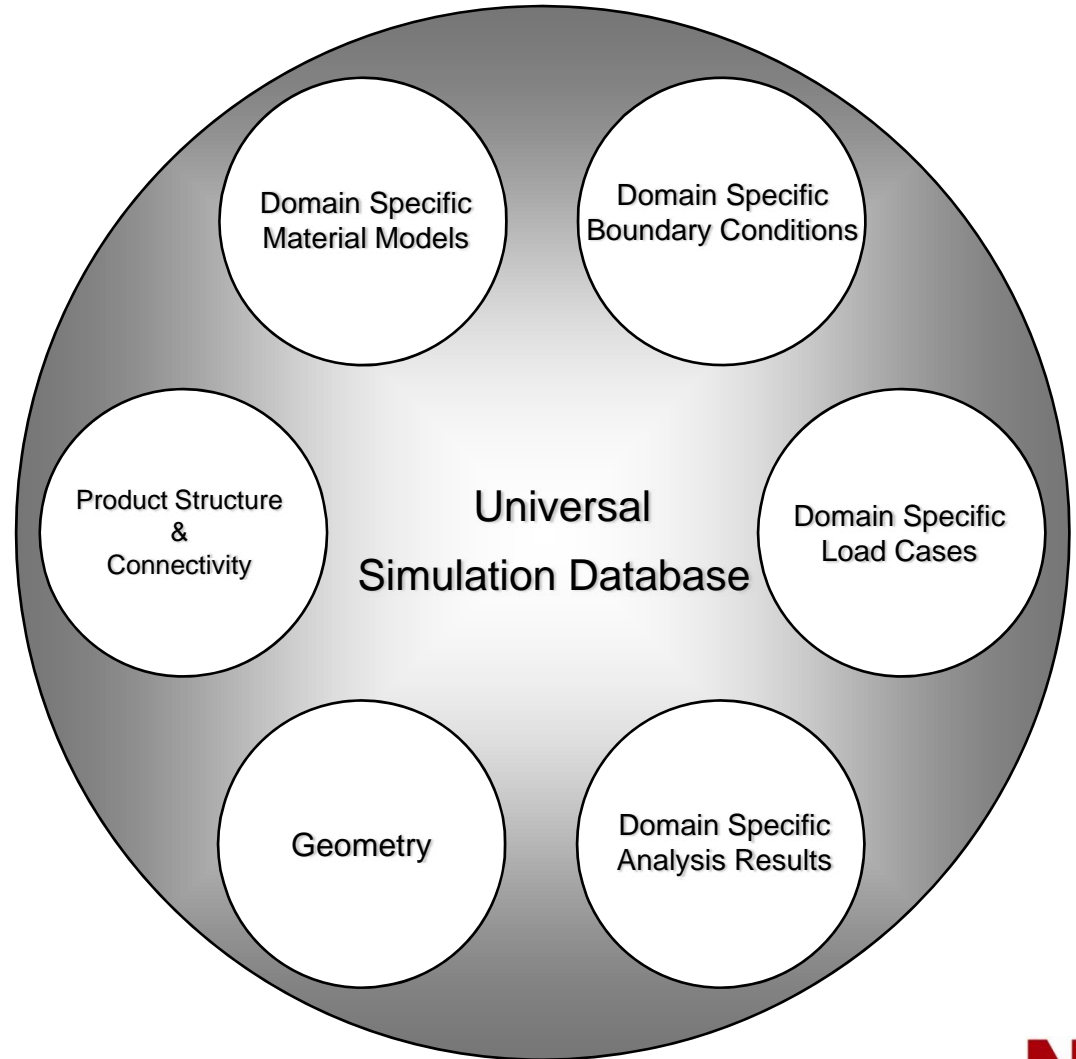 Domain Specific
Material Models
Domain Specific
Boundary Conditions
Product Structure
&
Connectivity
Universal
Simulation Database
Domain Specific
Load Cases
Geometry
Domain Specific
Analysis Results